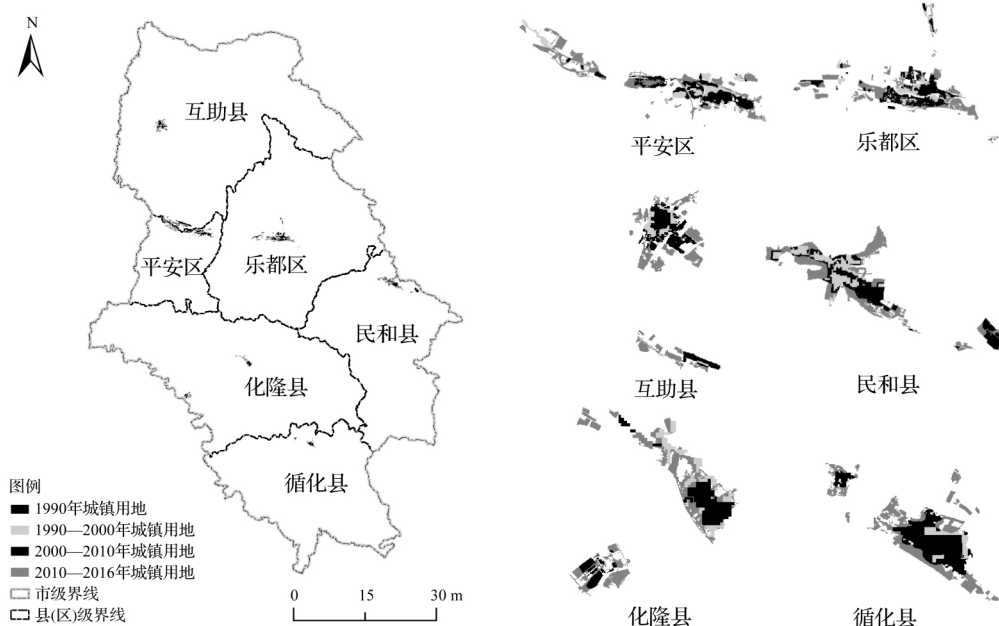 N
互助县
平安区
乐都区
民和县
化隆县
循化县
图例
1990年城镇用地
1990—2000年城镇用地
2000—2010年城镇用地
2010—2016年城镇用地
市级界线
县(区)级界线
0 15 30 m
平安区
乐都区
互助县
民和县
化隆县
循化县